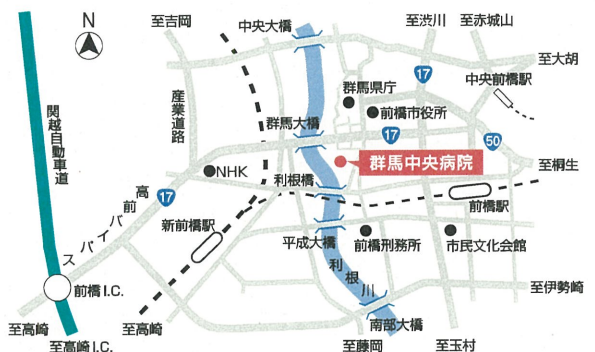 至吉岡
中央大橋
至渋川
至赤城山
N
至大胡
17
中央前橋駅
関越自動車道
産業道路
群馬県庁
前橋市役所
群馬大橋
17
50
群馬中央病院
至桐生
NHK
利根橋
17
高前バイパス
前橋駅
新前橋駅
平成大橋
前橋刑務所
市民文化会館
利根川
前橋I.C.
至伊勢崎
至高崎
至高崎
南部大橋
至高崎I.C.
至藤岡
至玉村